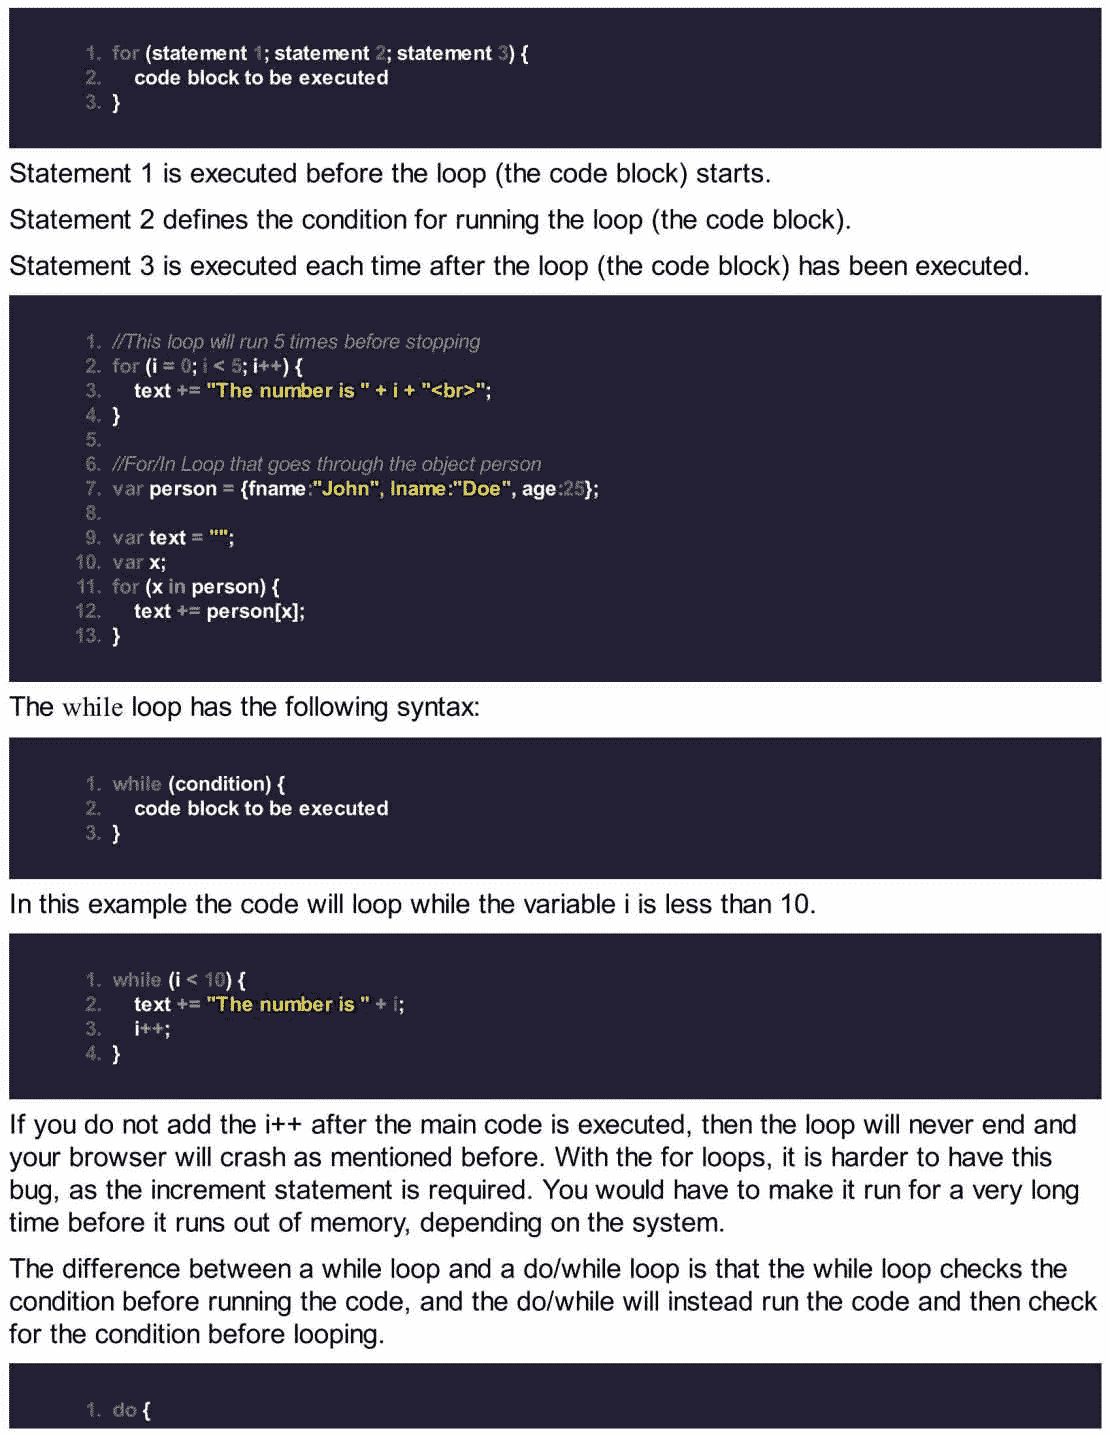 1. for (statement 1; statement 2; statement 3) {
2. code block to be executed
3. }
Statement 1 is executed before the loop (the code block) starts.
Statement 2 defines the condition for running the loop (the code block).
Statement 3 is executed each time after the loop (the code block) has been executed.
1. //This loop will run 5 times before stopping
2. for (i = 0; i < 5; i++) {
3. text += "The number is " + i + "<br>";
4. }
5.
6. //For/In Loop that goes through the object person
7. var person = {fname:"John", lname:"Doe", age:25};
8.
9. var text = "";
10. var x;
11. for (x in person) {
12. text += person[x];
13. }
The while loop has the following syntax:
1. while (condition) {
2. code block to be executed
3. }
In this example the code will loop while the variable i is less than 10.
1. while (i < 10) {
2. text += "The number is " + i;
3. i++;
4. }
If you do not add the i++ after the main code is executed, then the loop will never end and
your browser will crash as mentioned before. With the for loops, it is harder to have this
bug, as the increment statement is required. You would have to make it run for a very long
time before it runs out of memory, depending on the system.
The difference between a while loop and a do/while loop is that the while loop checks the
condition before running the code, and the do/while will instead run the code and then check
for the condition before looping.
1. do {